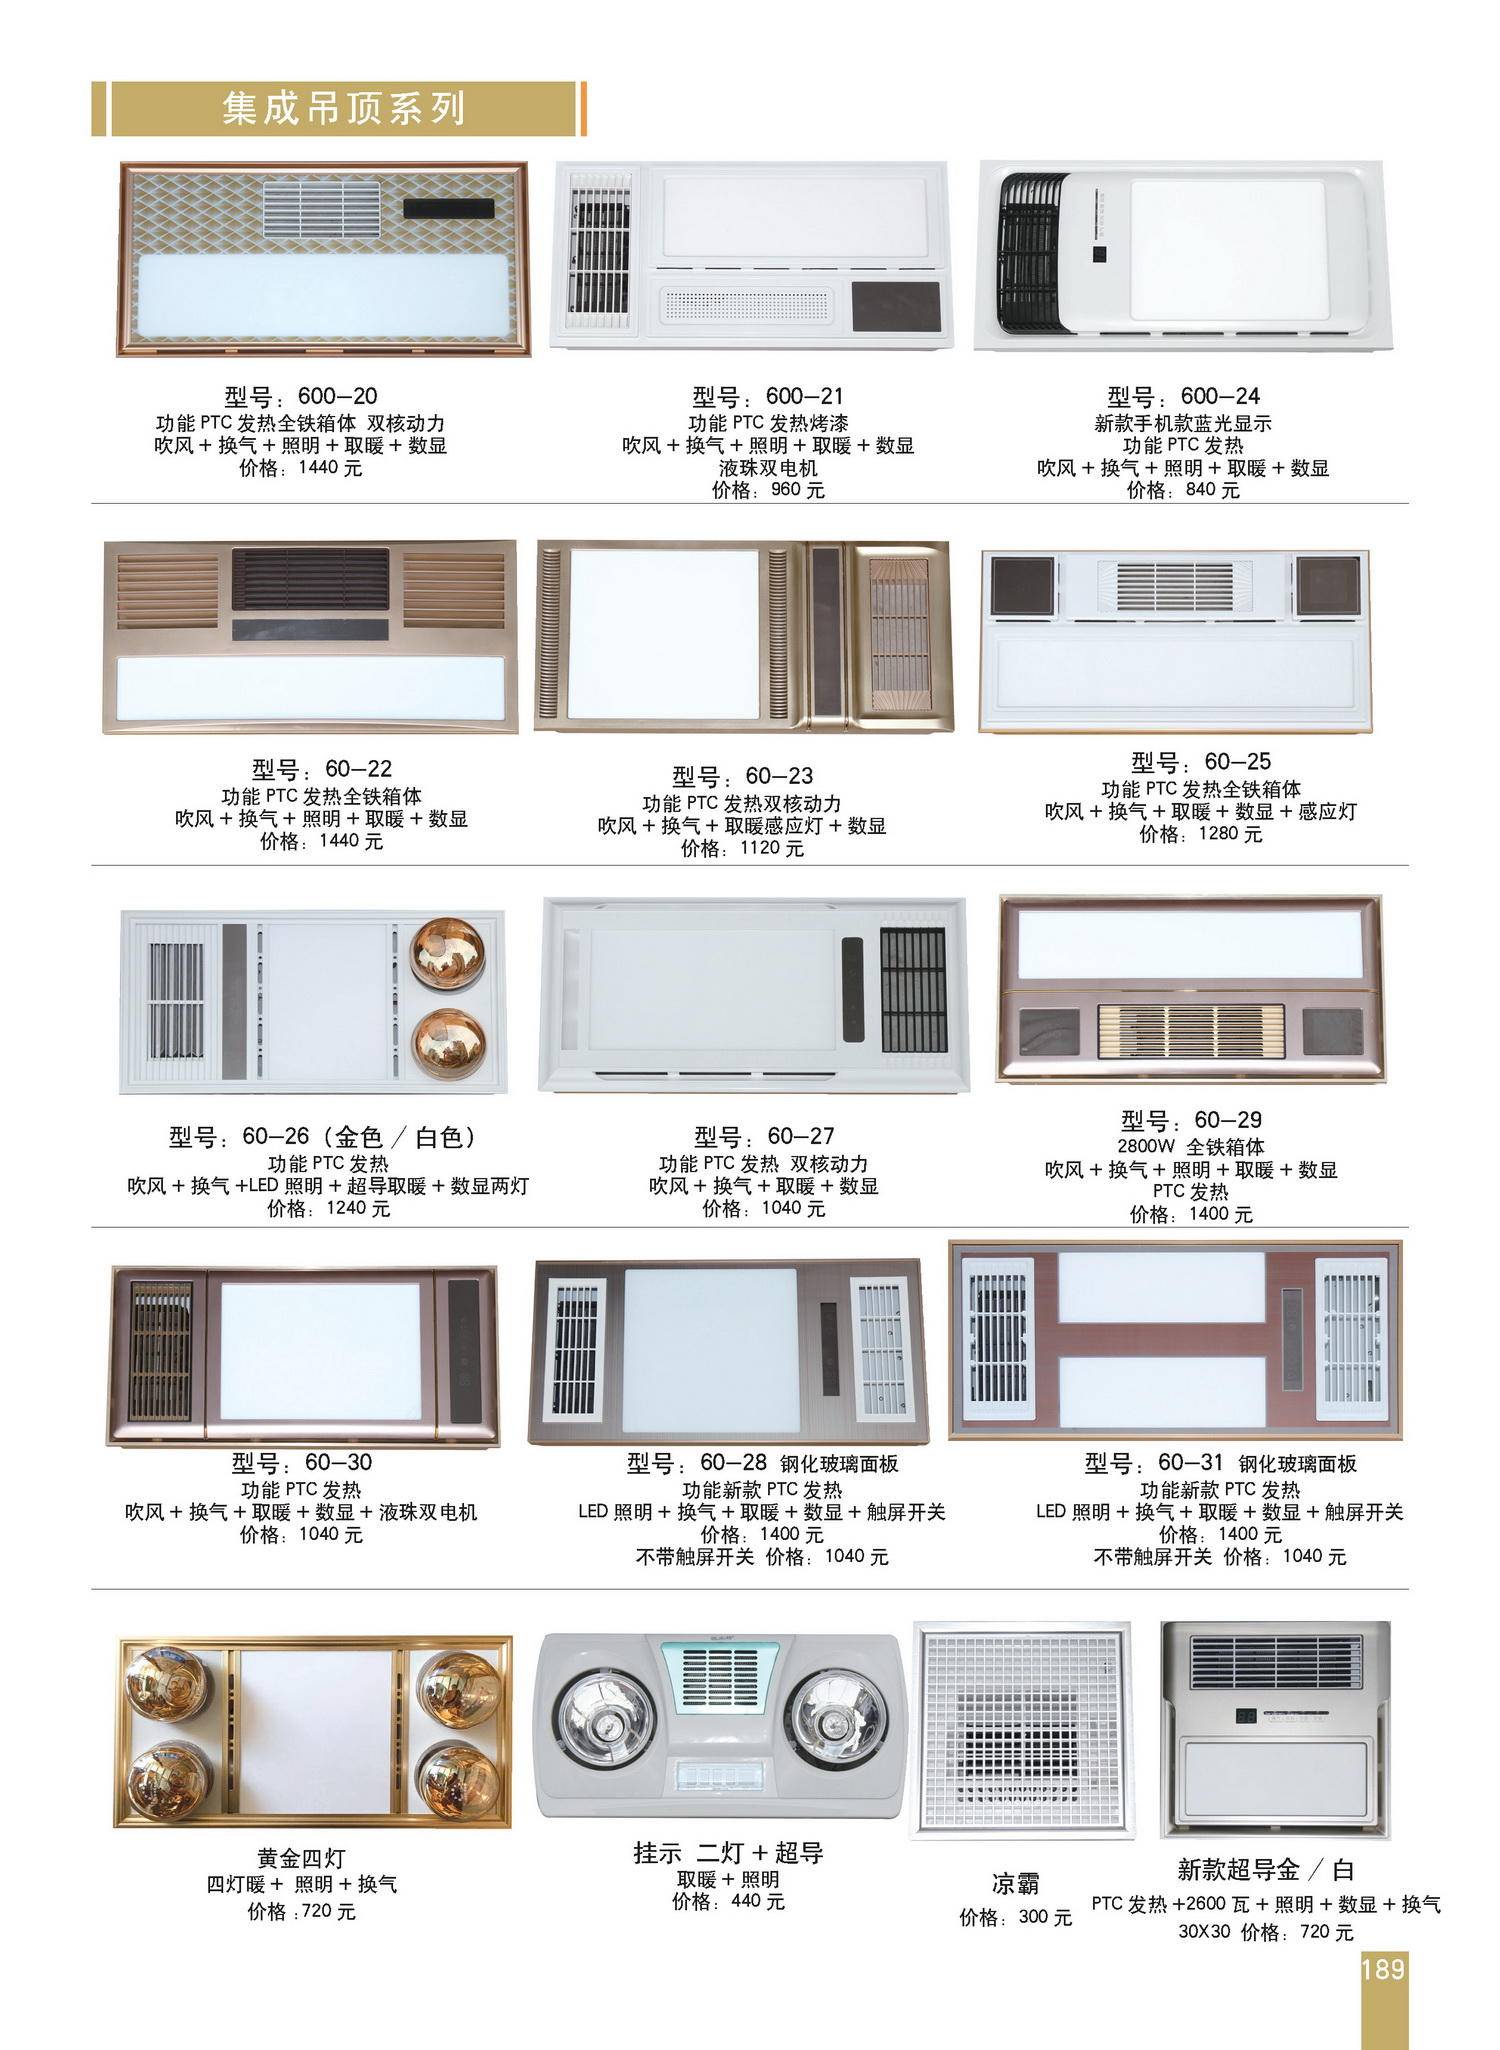 集成吊顶系列
型号：600-20
功能 PTC 发热全铁箱体 双核动力
吹风＋换气＋照明＋取暖＋数显
价格：1440 元
型号：600-21
功能 PTC 发热烤漆
吹风＋换气＋照明＋取暖＋数显
液珠双电机
价格：960 元
型号：600-24
新款手机款蓝光显示
功能 PTC 发热
吹风＋换气＋照明＋取暖＋数显
价格：840 元
型号：60-22
功能 PTC 发热全铁箱体
吹风＋换气＋照明＋取暖＋数显
价格：1440 元
型号：60-23
功能 PTC 发热双核动力
吹风＋换气＋取暖感应灯＋数显
价格：1120 元
型号：60-25
功能 PTC 发热全铁箱体
吹风＋换气＋取暖＋数显＋感应灯
价格：1280 元
型号：60-26（金色／白色）
功能 PTC 发热
吹风＋换气＋LED 照明＋超导取暖＋数显两灯
价格：1240 元
型号：60-27
功能 PTC 发热 双核动力
吹风＋换气＋取暖＋数显
价格：1040 元
型号：60-29
2800W 全铁箱体
吹风＋换气＋照明＋取暖＋数显
PTC 发热
价格：1400 元
型号：60-30
功能 PTC 发热
吹风＋换气＋取暖＋数显＋液珠双电机
价格：1040 元
型号：60-28 钢化玻璃面板
功能新款 PTC 发热
LED 照明＋换气＋取暖＋数显＋触屏开关
价格：1400 元
不带触屏开关 价格：1040 元
型号：60-31 钢化玻璃面板
功能新款 PTC 发热
LED 照明＋换气＋取暖＋数显＋触屏开关
价格：1400 元
不带触屏开关 价格：1040 元
黄金四灯
四灯暖＋ 照明＋换气
价格：720 元
挂示 二灯＋超导
取暖＋照明
价格：440 元
凉霸
价格：300 元
新款超导金／白
PTC 发热＋2600 瓦＋照明＋数显＋换气
30X30 价格：720 元
189